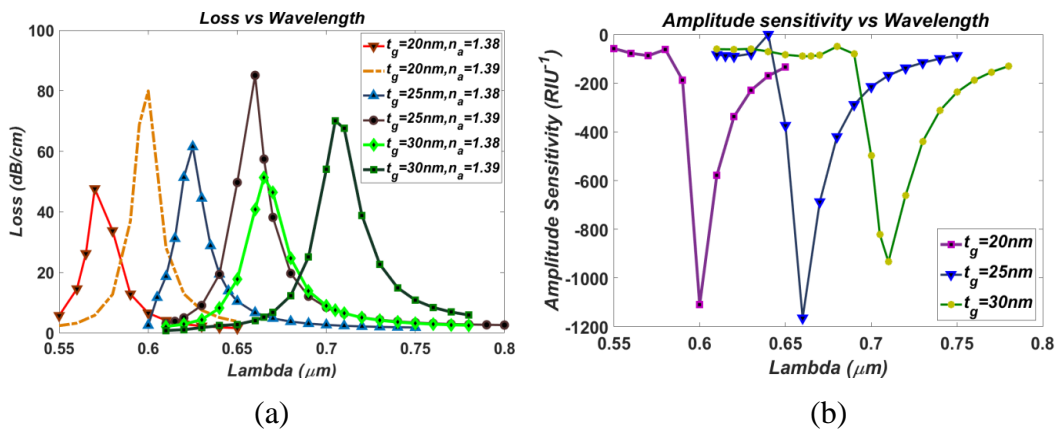 Loss vs Wavelength
Loss (dB/cm)
100
80
60
40
20
0
0.55
0.6
0.65
0.7
0.75
0.8
Lambda (μm)
t_g=20nm,n_a=1.38
t_g=20nm,n_a=1.39
t_g=25nm,n_a=1.38
t_g=25nm,n_a=1.39
t_g=30nm,n_a=1.38
t_g=30nm,n_a=1.39
(a)
Amplitude sensitivity vs Wavelength
Amplitude Sensitivity (RIU⁻¹)
0
-200
-400
-600
-800
-1000
-1200
0.55
0.6
0.65
0.7
0.75
0.8
Lambda (μm)
t_g=20nm
t_g=25nm
t_g=30nm
(b)